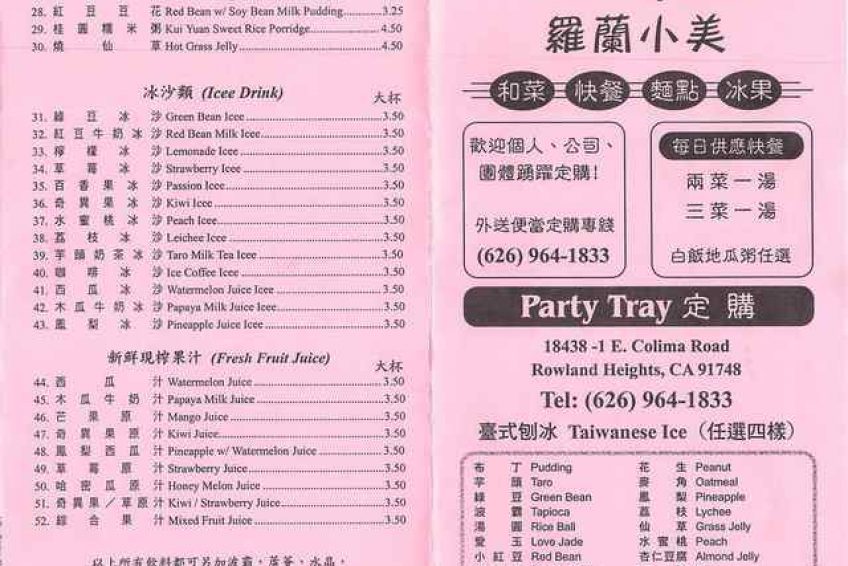 28. 紅豆豆花 Red Bean w/ Soy Bean Milk Pudding 3.25
29. 桂圓糯米粥 Kui Yuan Sweet Rice Porridge 4.50
30. 燒仙草 Hot Grass Jelly 4.50
冰沙類 (Icee Drink)
大杯
31. 綠豆冰沙 Green Bean Icee 3.50
32. 紅豆牛奶冰沙 Red Bean Milk Icee 3.50
33. 檸檬冰沙 Lemonade Icee 3.50
34. 草莓冰沙 Strawberry Icee 3.50
35. 百香果冰沙 Passion Icee 3.50
36. 奇異果冰沙 Kiwi Icee 3.50
37. 水蜜桃冰沙 Peach Icee 3.50
38. 荔枝冰沙 Leichee Icee 3.50
39. 芋頭奶茶冰沙 Taro Milk Tea Icee 3.50
40. 咖啡冰沙 Ice Coffee Icee 3.50
41. 西瓜冰沙 Watermelon Juice Icee 3.50
42. 木瓜牛奶冰沙 Papaya Milk Juice Icee 3.50
43. 鳳梨冰沙 Pineapple Juice Icee 3.50
新鮮現榨果汁 (Fresh Fruit Juice)
大杯
44. 西瓜汁 Watermelon Juice 3.50
45. 木瓜牛奶汁 Papaya Milk Juice 3.50
46. 芒果原汁 Mango Juice 3.50
47. 奇異果原汁 Kiwi Juice 3.50
48. 鳳梨西瓜汁 Pineapple w/ Watermelon Juice 3.50
49. 草莓原汁 Strawberry Juice 3.50
50. 哈密瓜原汁 Honey Melon Juice 3.50
51. 奇異果/草原汁 Kiwi / Strawberry Juice 3.50
52. 綜合果汁 Mixed Fruit Juice 3.50
以上所有飲料都可另加波霸，蘆薈，水晶，
羅蘭小美
和菜 快餐 麵點 冰果
歡迎個人、公司、
團體踴躍定購!
外送便當定購專錢
(626) 964-1833
每日供應快餐
兩菜一湯
三菜一湯
白飯地瓜粥任選
Party Tray 定購
18438 -1 E. Colima Road
Rowland Heights, CA 91748
Tel: (626) 964-1833
臺式刨冰 Taiwanese Ice (任選四樣)
布丁 Pudding 花生 Peanut
芋頭 Taro 麥角 Oatmeal
綠豆 Green Bean 鳳梨 Pineapple
波霸 Tapioca 荔枝 Lychee
湯圓 Rice Ball 仙草 Grass Jelly
愛玉 Love Jade 水蜜桃 Peach
小紅豆 Red Bean 杏仁豆腐 Almond Jelly